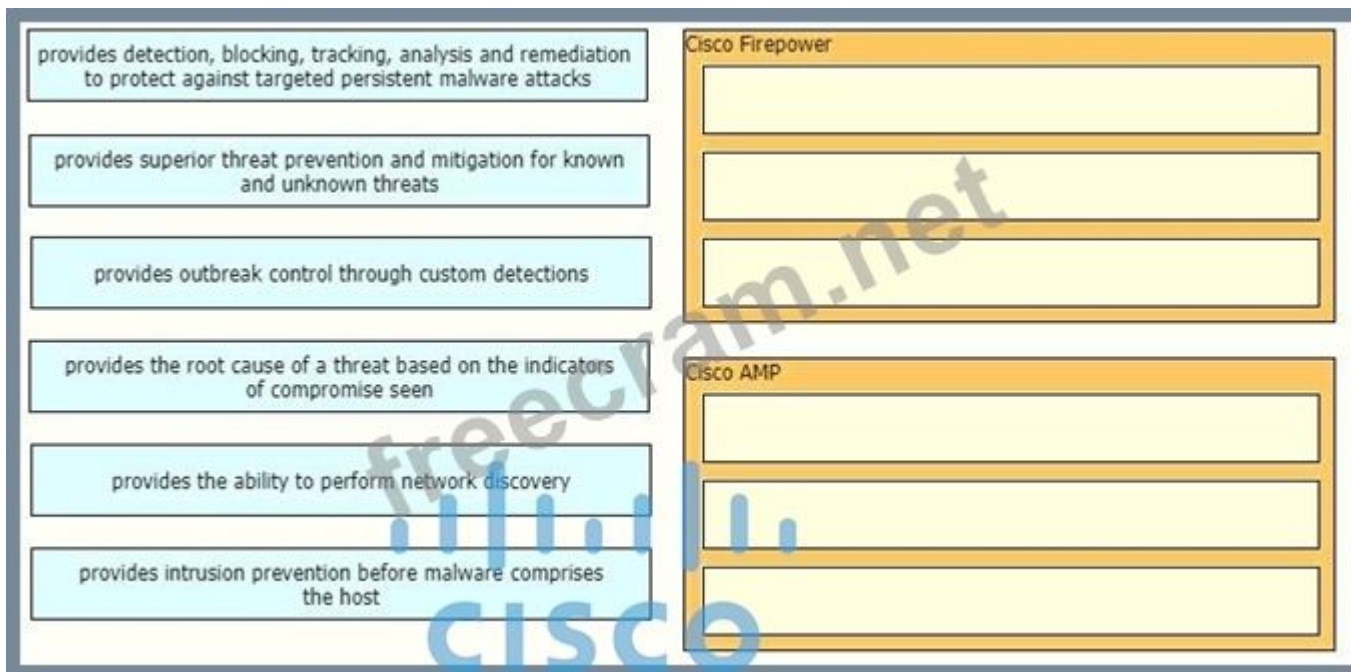 provides detection, blocking, tracking, analysis and remediation
to protect against targeted persistent malware attacks
provides superior threat prevention and mitigation for known
and unknown threats
provides outbreak control through custom detections
provides the root cause of a threat based on the indicators
of compromise seen
provides the ability to perform network discovery
provides intrusion prevention before malware comprises
the host
Cisco Firepower
Cisco AMP
freecram.net
CISCO